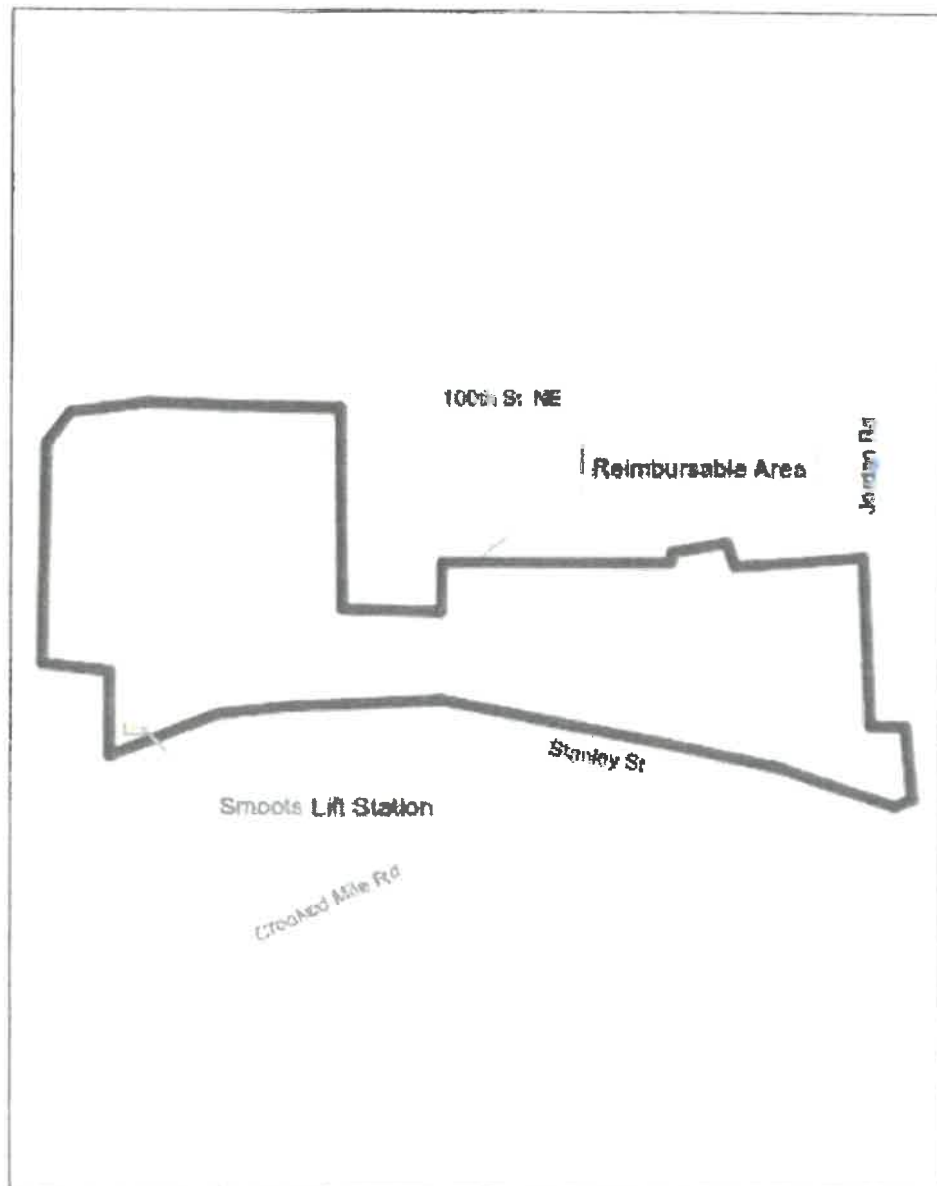 100th St NE
Jordan Rd
Reimbursable Area
Stanley St
Smoots Lift Station
Crooked Mile Rd